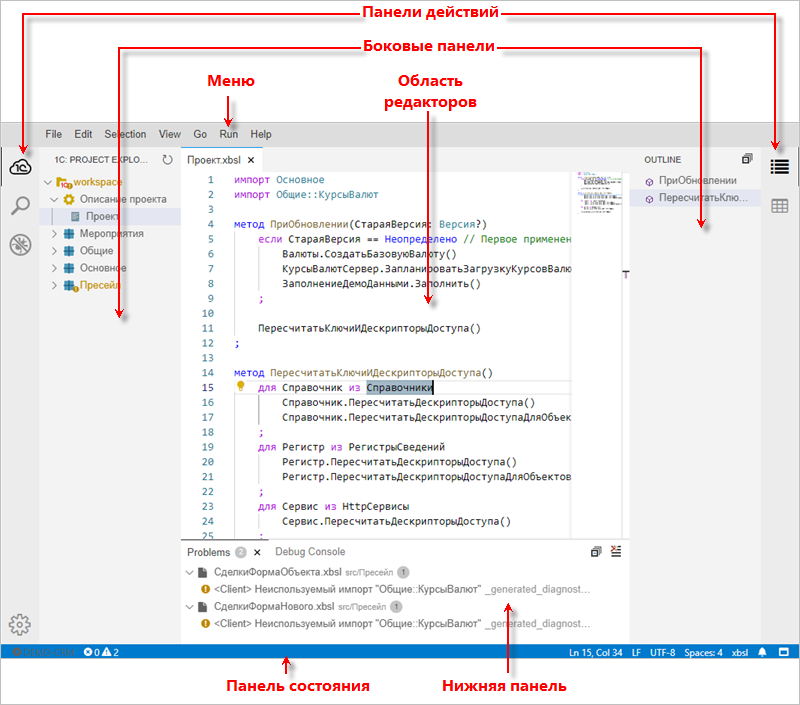 Панели действий
Боковые панели
Меню
Область
редакторов
File Edit Selection View Go Run Help
1C: PROJECT EXPLO...
Проект.xbsl
OUTLINE
workspace
Описание проекта
Проект
Мероприятия
Общие
Основное
Пресейл
1 импорт Основное
2 импорт Общие::КурсыВалют
3
4 метод ПриОбновлении(СтараяВерсия: Версия?)
5 если СтараяВерсия == Неопределено // Первое применен
6 Валюты.СоздатьБазовуюВалюту()
7 КурсыВалютСервер.ЗапланироватьЗагрузкуКурсовВалю
8 ЗаполнениеДемоДанными.Заполнить()
9 ;
10
11 ПересчитатьКлючиИДескрипторыДоступа()
12 ;
13
14 метод ПересчитатьКлючиИДескрипторыДоступа()
15 для Справочник из Справочники
16 Справочник.ПересчитатьДескрипторыДоступа()
17 Справочник.ПересчитатьДескрипторыДоступаДляОбъек
18 ;
19 для Регистр из РегистрыСведений
20 Регистр.ПересчитатьДескрипторыДоступа()
21 Регистр.ПересчитатьДескрипторыДоступаДляОбъектов
22 ;
23 для Сервис из HttpСервисы
24 Сервис.ПересчитатьДескрипторыДоступа()
25 ;
ПриОбновлении
ПересчитатьКлю...
Problems 2 Debug Console
СделкиФормаОбъекта.xbsl src/Пресейл 1
<Client> Неиспользуемый импорт "Общие::КурсыВалют" _generated_diagnost...
СделкиФормаНового.xbsl src/Пресейл 1
<Client> Неиспользуемый импорт "Общие::КурсыВалют" _generated_diagnost...
0 2 Ln 15, Col 34 LF UTF-8 Spaces: 4 xbsl
Панель состояния
Нижняя панель